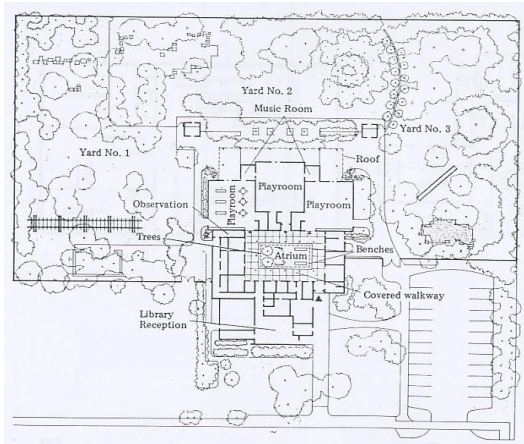 Yard No. 2
Music Room
Yard No. 3
Yard No. 1
Roof
Playroom
Playroom
Playroom
Observation
Trees
Benches
Atrium
Covered walkway
Library
Reception